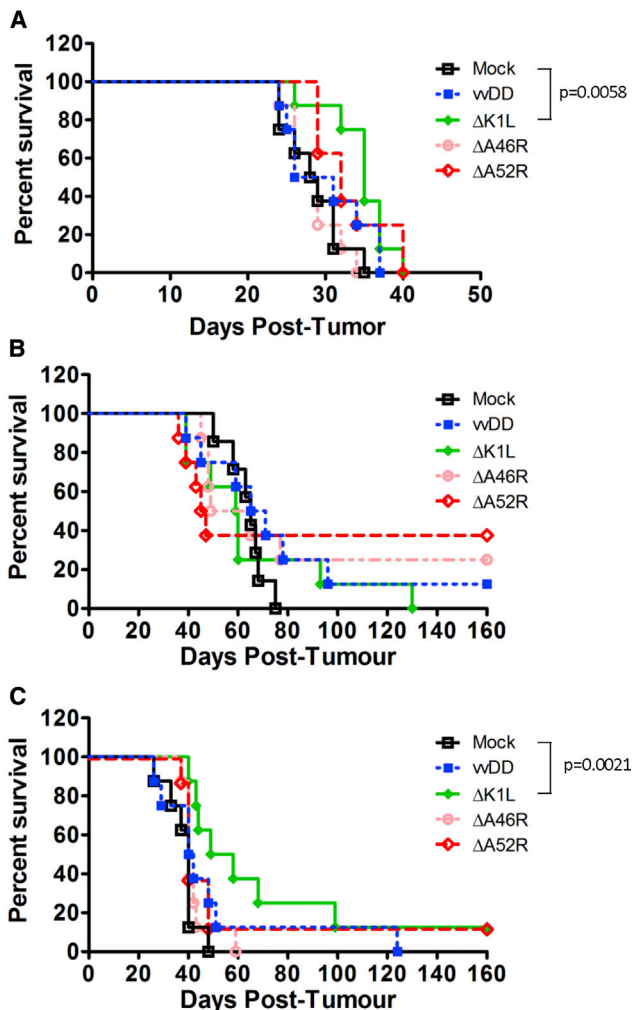 A
Percent survival
120
100
80
60
40
20
0
0 10 20 30 40 50
Days Post-Tumor
Mock
vvDD
ΔK1L
ΔA46R
ΔA52R
p=0.0058
B
Percent survival
120
100
80
60
40
20
0
0 20 40 60 80 100 120 140 160
Days Post-Tumour
Mock
vvDD
ΔK1L
ΔA46R
ΔA52R
C
Percent survival
120
100
80
60
40
20
0
0 20 40 60 80 100 120 140 160
Days Post-Tumour
Mock
vvDD
ΔK1L
ΔA46R
ΔA52R
p=0.0021